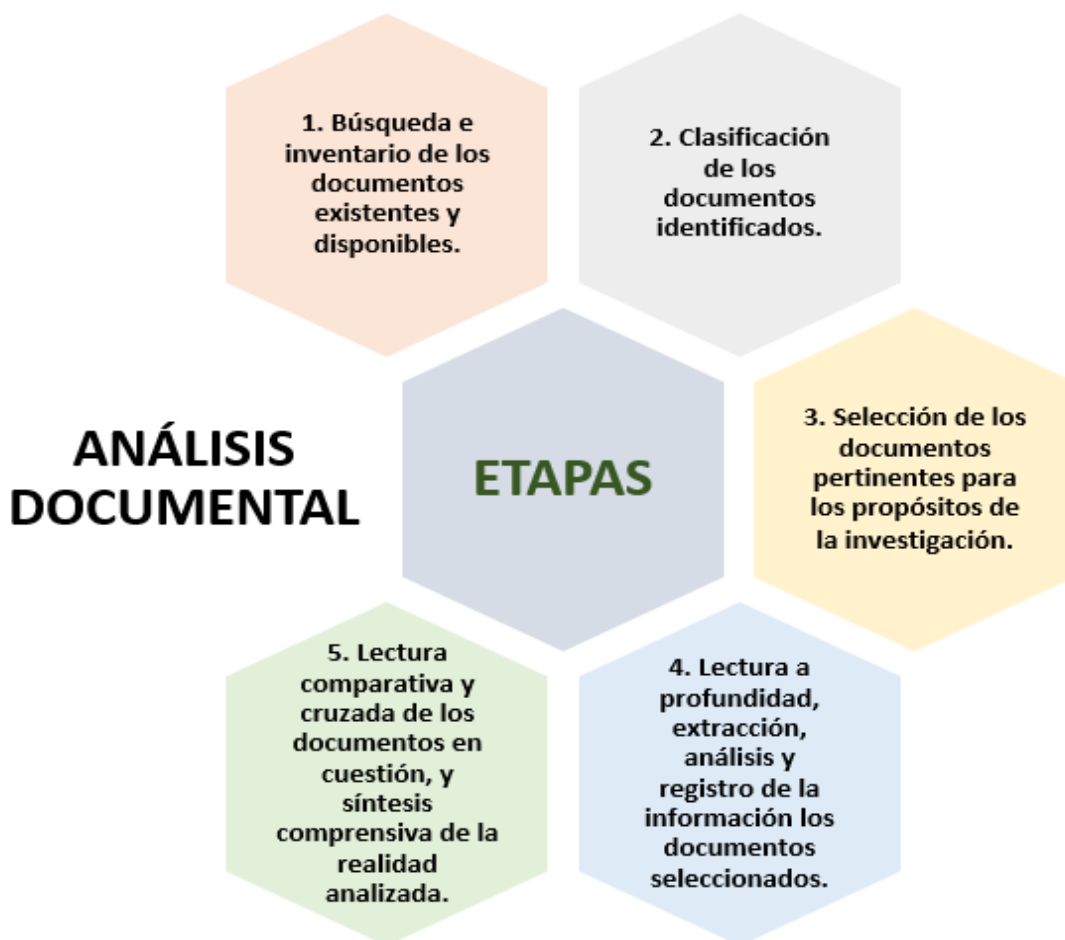 1. Búsqueda e
inventario de los
documentos
existentes y
disponibles.
2. Clasificación
de los
documentos
identificados.
ANÁLISIS
DOCUMENTAL
ETAPAS
3. Selección de los
documentos
pertinentes para
los propósitos de
la investigación.
4. Lectura a
profundidad,
extracción,
análisis y
registro de la
información los
documentos
seleccionados.
5. Lectura
comparativa y
cruzada de los
documentos en
cuestión, y
síntesis
comprensiva de la
realidad
analizada.